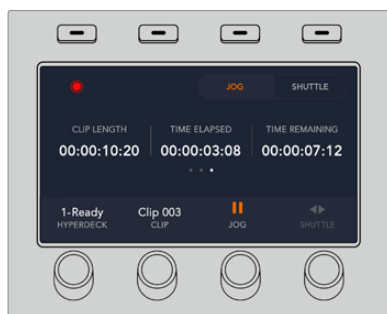 JOG SHUTTLE
CLIP LENGTH TIME ELAPSED TIME REMAINING
00:00:10:20 00:00:03:08 00:00:07:12
1-Ready Clip 003
HYPERDECK CLIP JOG SHUTTLE